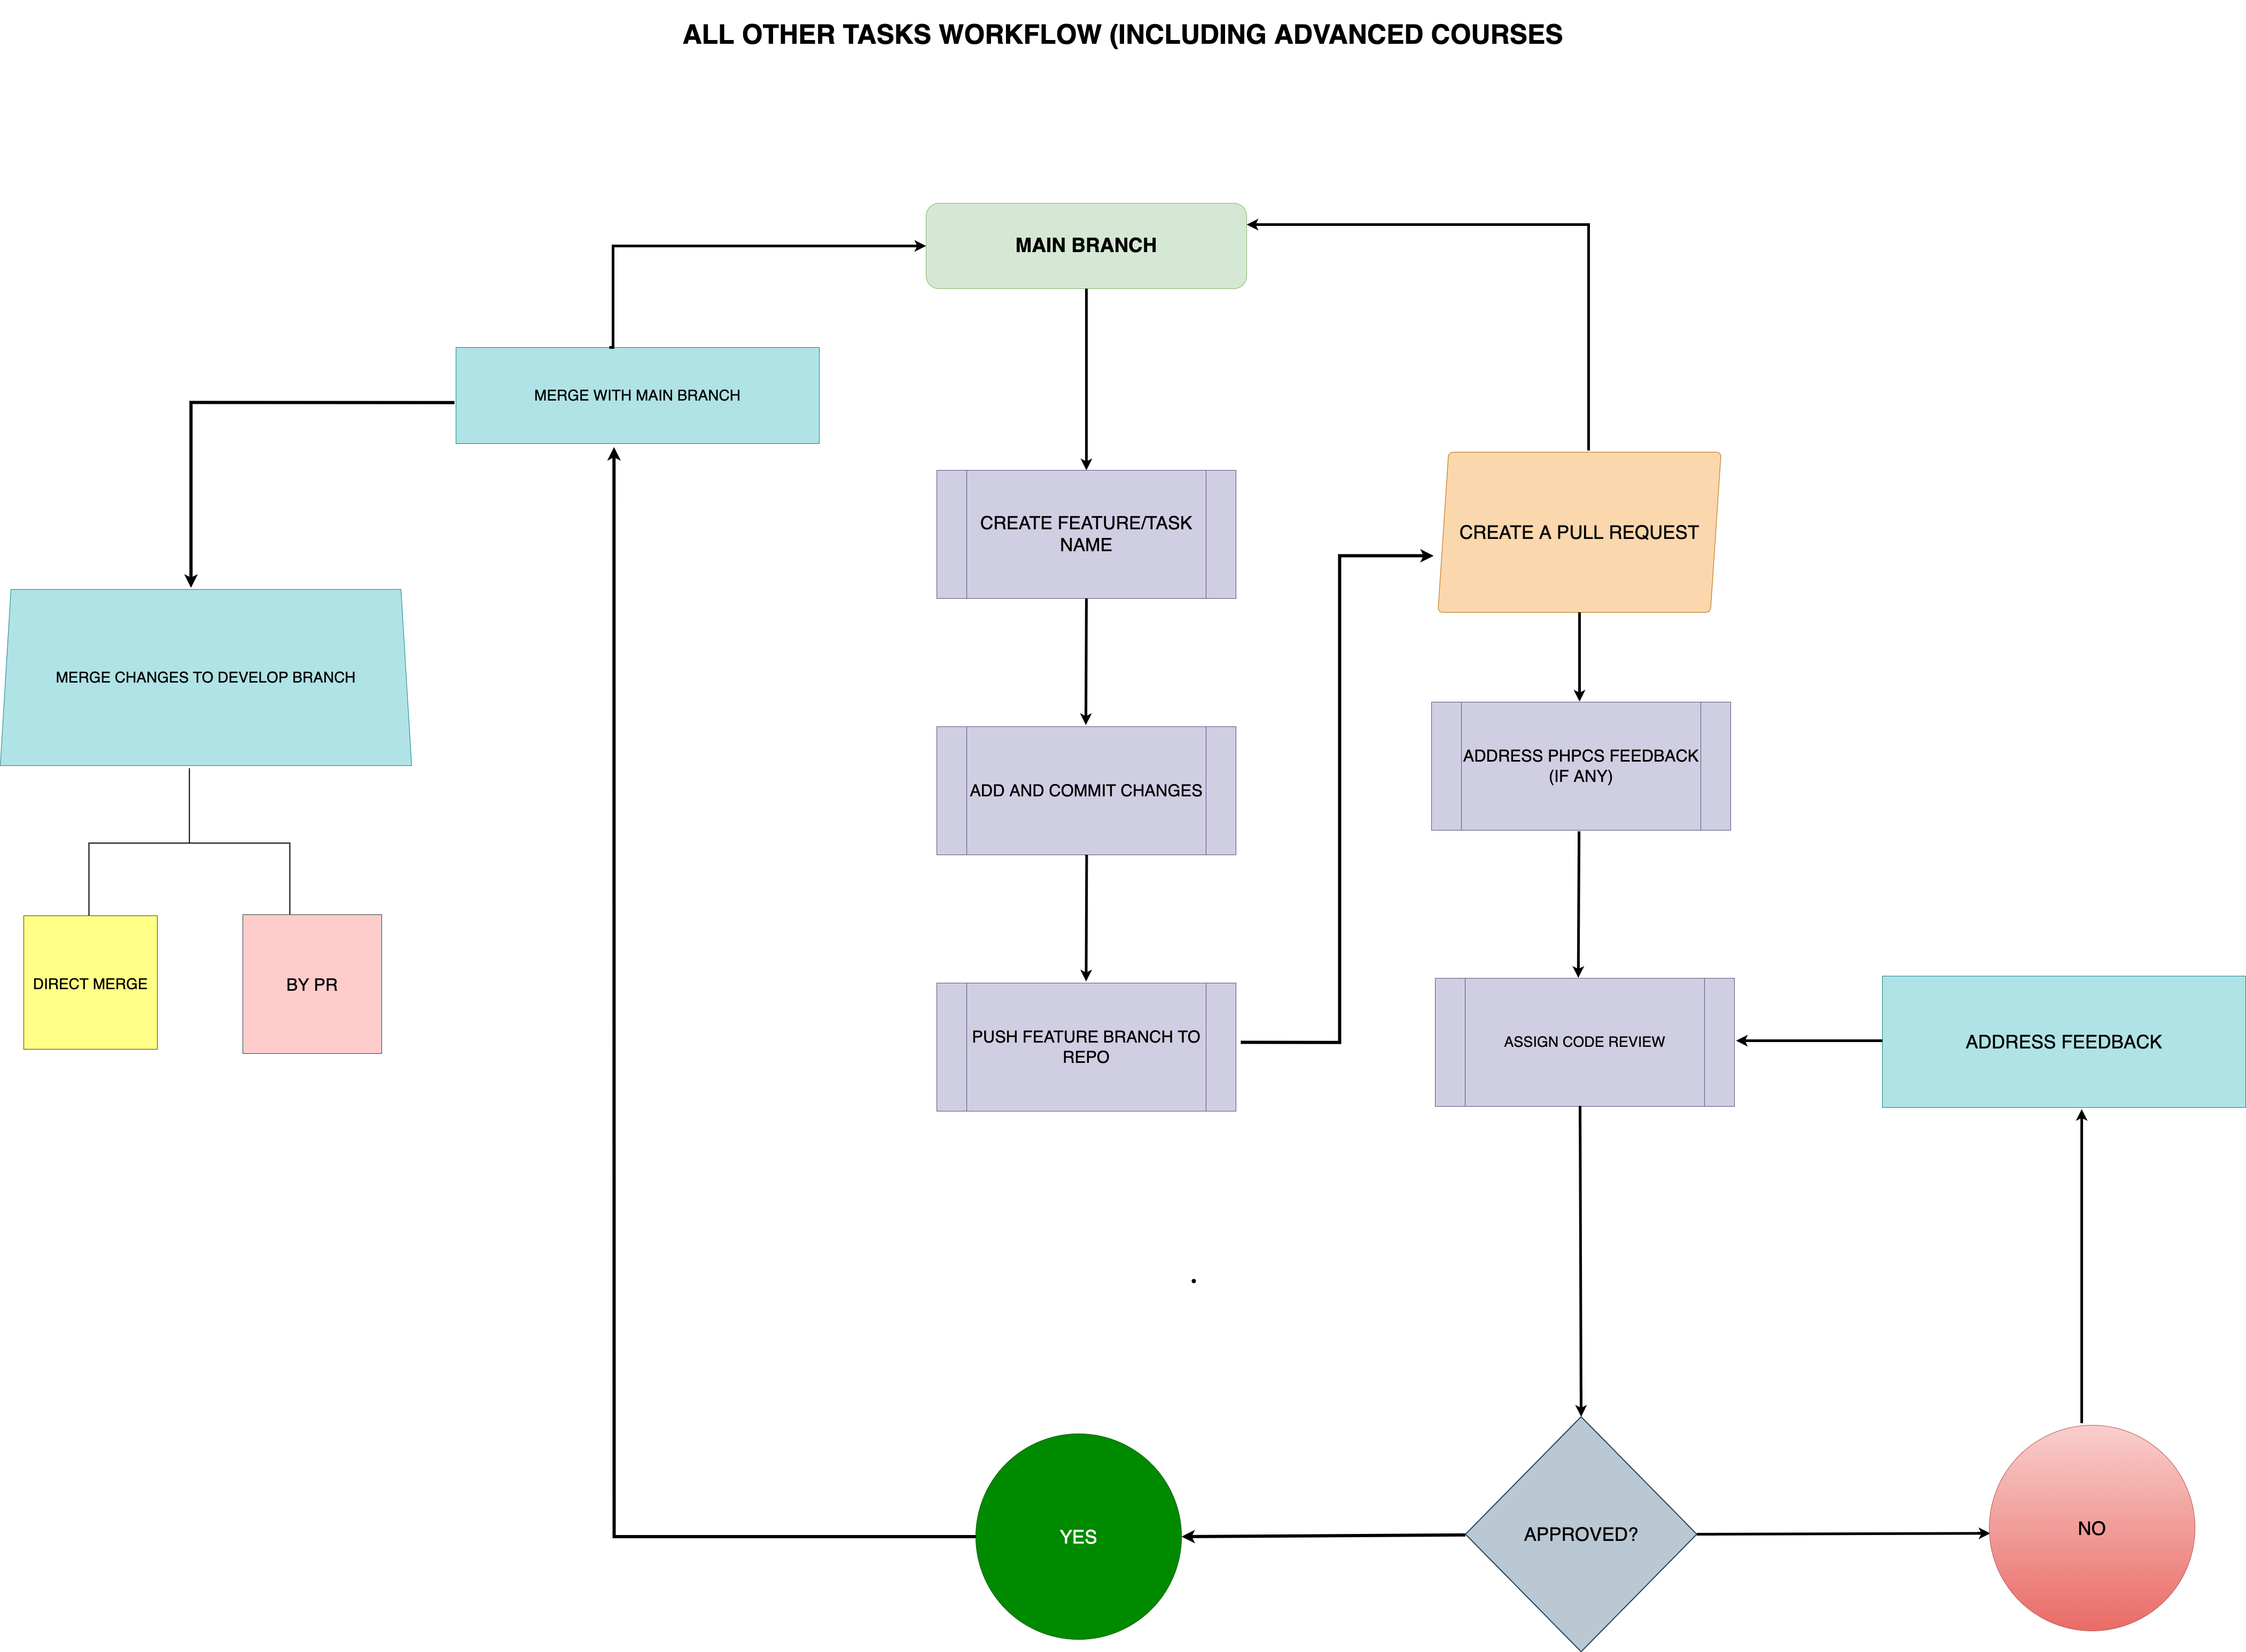 ALL OTHER TASKS WORKFLOW (INCLUDING ADVANCED COURSES
MAIN BRANCH
MERGE WITH MAIN BRANCH
CREATE FEATURE/TASK
NAME
CREATE A PULL REQUEST
MERGE CHANGES TO DEVELOP BRANCH
ADD AND COMMIT CHANGES
ADDRESS PHPCS FEEDBACK
(IF ANY)
DIRECT MERGE
BY PR
PUSH FEATURE BRANCH TO
REPO
ASSIGN CODE REVIEW
ADDRESS FEEDBACK
YES
APPROVED?
NO